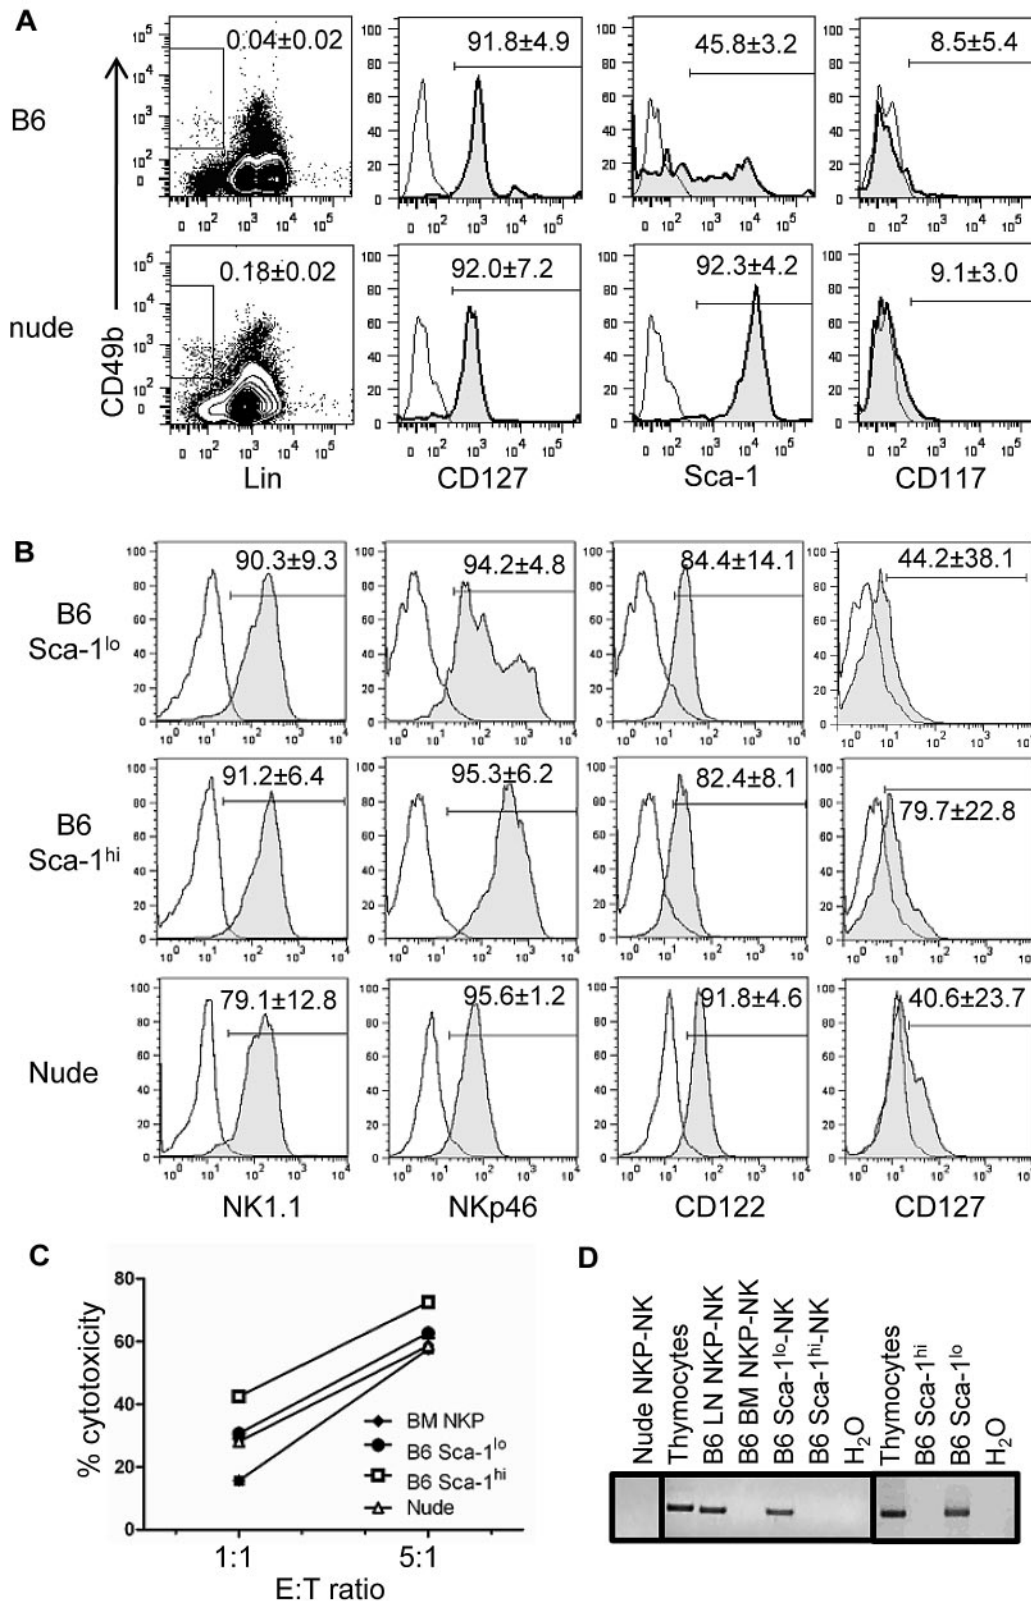 A
B6
0.04±0.02
91.8±4.9
45.8±3.2
8.5±5.4
nude
0.18±0.02
92.0±7.2
92.3±4.2
9.1±3.0
CD49b
Lin
CD127
Sca-1
CD117
B
B6
Sca-1lo
90.3±9.3
94.2±4.8
84.4±14.1
44.2±38.1
B6
Sca-1hi
91.2±6.4
95.3±6.2
82.4±8.1
79.7±22.8
Nude
79.1±12.8
95.6±1.2
91.8±4.6
40.6±23.7
NK1.1
NKp46
CD122
CD127
C
% cytotoxicity
80
60
40
20
0
1:1
5:1
E:T ratio
BM NKP
B6 Sca-1lo
B6 Sca-1hi
Nude
D
Nude NKP-NK
Thymocytes
B6 LN NKP-NK
B6 BM NKP-NK
B6 Sca-1lo-NK
B6 Sca-1hi-NK
H2O
Thymocytes
B6 Sca-1hi
B6 Sca-1lo
H2O